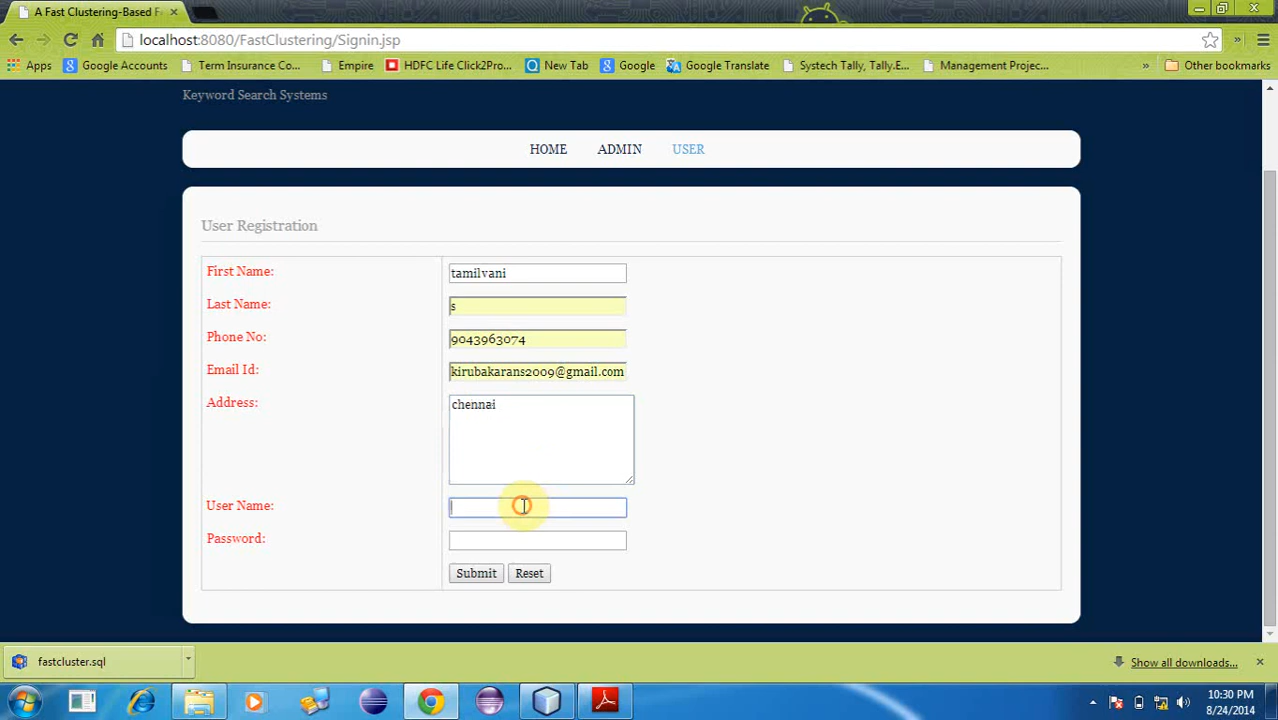 A Fast Clustering-Based F
localhost:8080/FastClustering/Signin.jsp
Apps Google Accounts Term Insurance Co... Empire HDFC Life Click2Pro... New Tab Google Google Translate Systech Tally, Tally.E... Management Projec... » Other bookmarks
Keyword Search Systems
HOME ADMIN USER
User Registration
First Name: tamilvani
Last Name: s
Phone No: 9043963074
Email Id: kirubakarans2009@gmail.com
Address: chennai
User Name:
Password:
Submit Reset
fastcluster.sql Show all downloads...
10:30 PM
8/24/2014